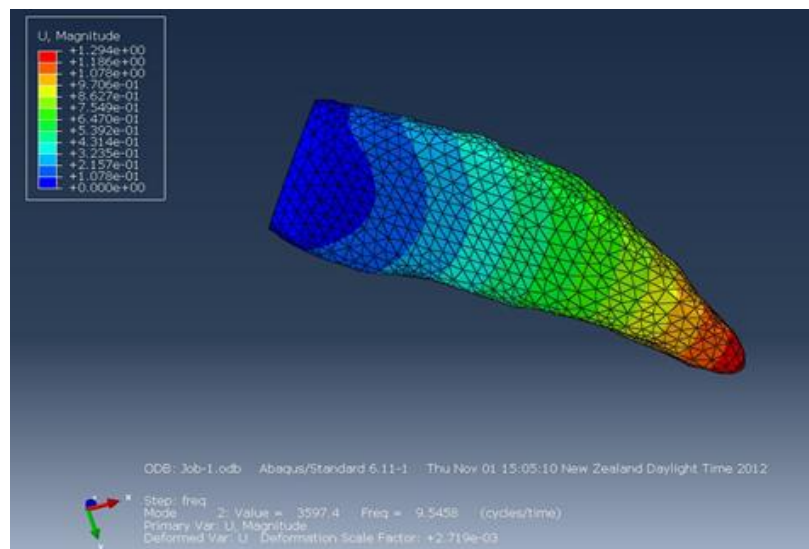 U, Magnitude
+1.294e+00
+1.186e+00
+1.078e+00
+9.706e-01
+8.627e-01
+7.549e-01
+6.470e-01
+5.392e-01
+4.314e-01
+3.235e-01
+2.157e-01
+1.078e-01
+0.000e+00
ODB: Job-1.odb Abaqus/Standard 6.11-1 Thu Nov 01 15:05:10 New Zealand Daylight Time 2012
X
Step: freq
Mode 2: Value = 3597.4 Freq = 9.5458 (cycles/time)
Primary Var: U, Magnitude
Deformed Var: U Deformation Scale Factor: +2.719e-03